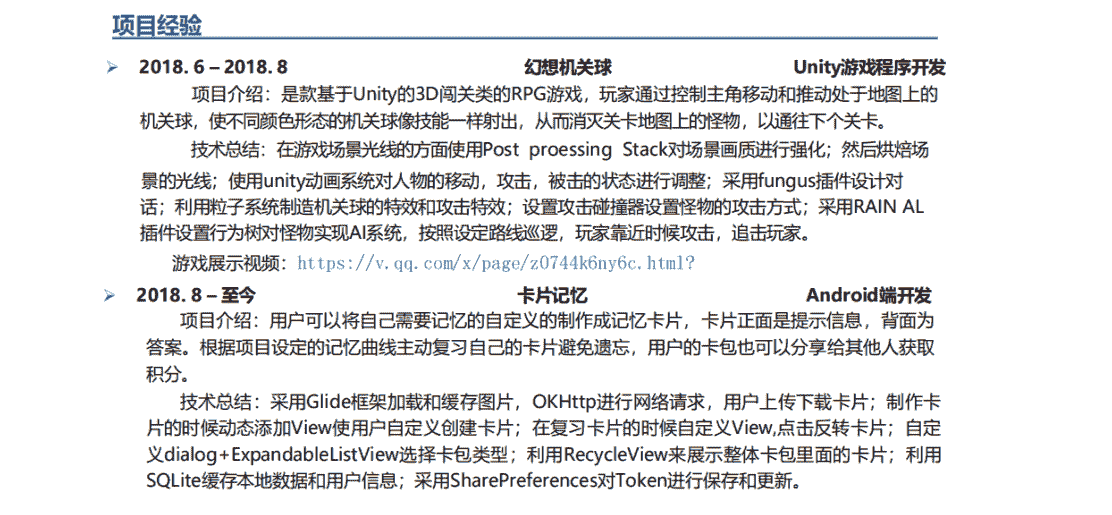 项目经验
➢ 2018. 6 – 2018. 8 幻想机关球 Unity游戏程序开发
项目介绍：是款基于Unity的3D闯关类的RPG游戏，玩家通过控制主角移动和推动处于地图上的
机关球，使不同颜色形态的机关球像技能一样射出，从而消灭关卡地图上的怪物，以通往下个关卡。
技术总结：在游戏场景光线的方面使用Post proessing Stack对场景画质进行强化；然后烘焙场
景的光线；使用unity动画系统对人物的移动，攻击，被击的状态进行调整；采用fungus插件设计对
话；利用粒子系统制造机关球的特效和攻击特效；设置攻击碰撞器设置怪物的攻击方式；采用RAIN AL
插件设置行为树对怪物实现AI系统，按照设定路线巡逻，玩家靠近时候攻击，追击玩家。
游戏展示视频：https://v.qq.com/x/page/z0744k6ny6c.html?
➢ 2018. 8 – 至今 卡片记忆 Android端开发
项目介绍：用户可以将自己需要记忆的自定义的制作成记忆卡片，卡片正面是提示信息，背面为
答案。根据项目设定的记忆曲线主动复习自己的卡片避免遗忘，用户的卡包也可以分享给其他人获取
积分。
技术总结：采用Glide框架加载和缓存图片，OKHttp进行网络请求，用户上传下载卡片；制作卡
片的时候动态添加View使用户自定义创建卡片；在复习卡片的时候自定义View,点击反转卡片；自定
义dialog+ExpandableListView选择卡包类型；利用RecycleView来展示整体卡包里面的卡片；利用
SQLite缓存本地数据和用户信息；采用SharePreferences对Token进行保存和更新。